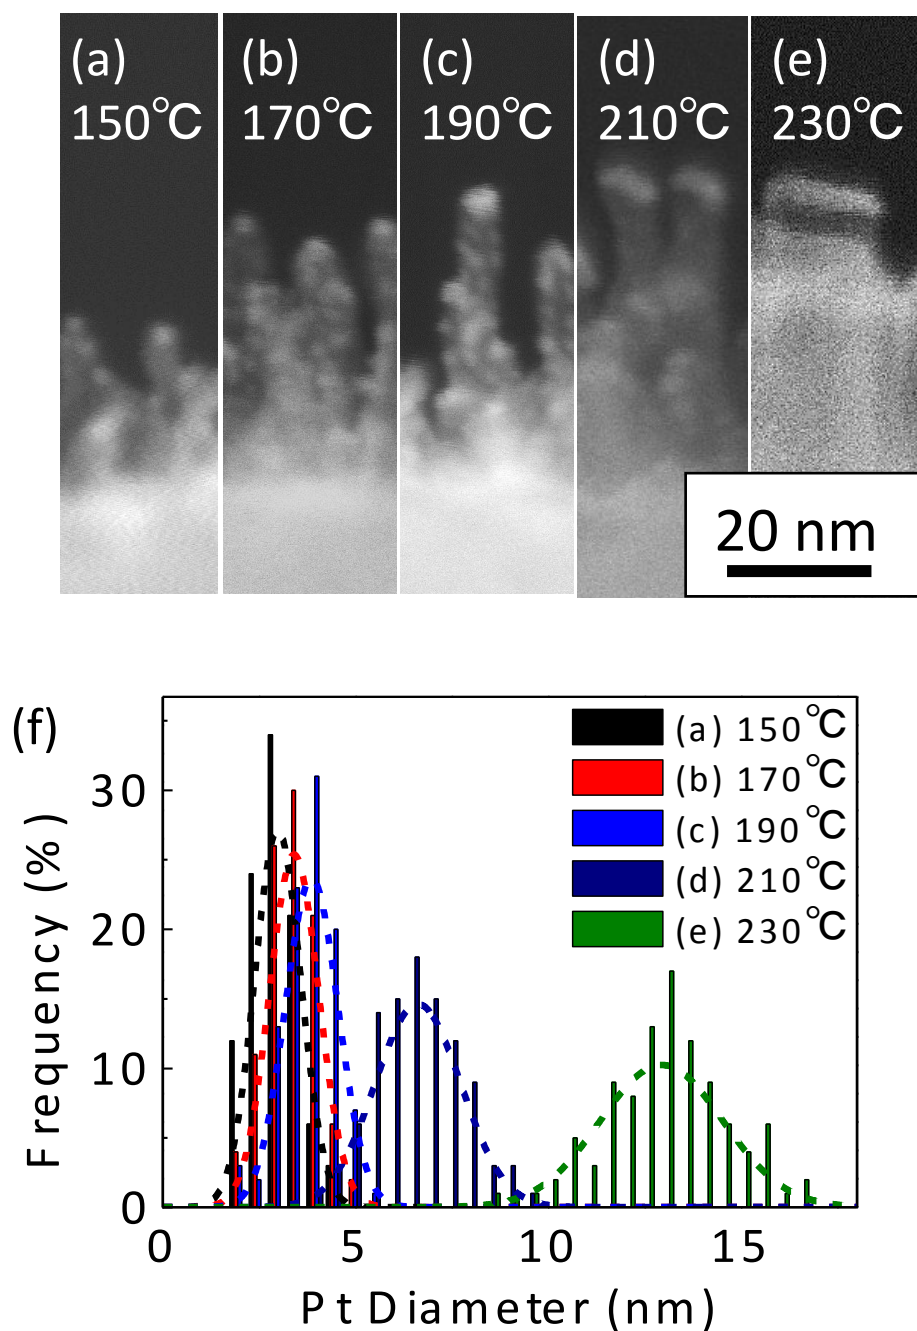 (a)
150℃
(b)
170℃
(c)
190℃
(d)
210℃
(e)
230℃
20 nm
(f)
(a) 150℃
(b) 170℃
(c) 190℃
(d) 210℃
(e) 230℃
Frequency (%)
30
20
10
0
0 5 10 15
Pt Diameter (nm)